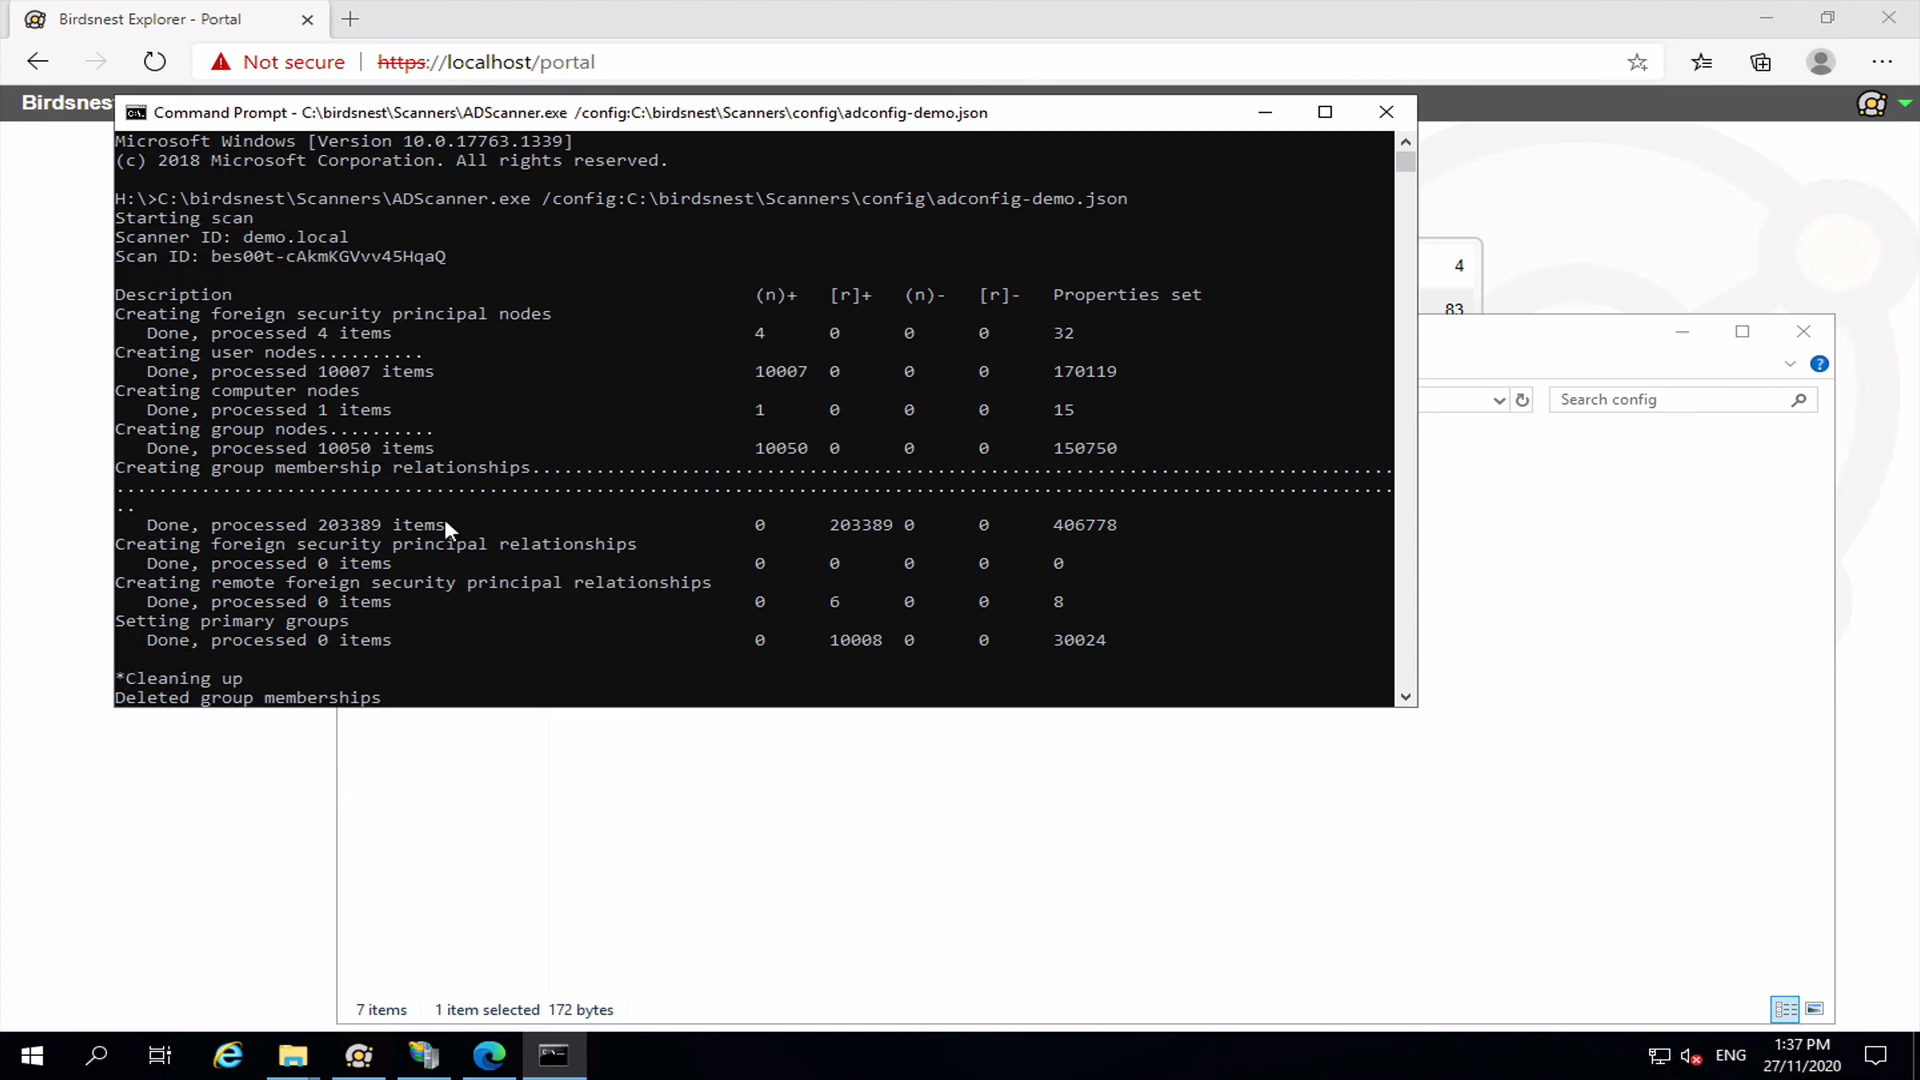 Birdsnest Explorer - Portal
Not secure
https://localhost/portal
Birdsnes
Command Prompt - C:\birdsnest\Scanners\ADScanner.exe /config:C:\birdsnest\Scanners\config\adconfig-demo.json
Microsoft Windows [Version 10.0.17763.1339]
(c) 2018 Microsoft Corporation. All rights reserved.
H:\>C:\birdsnest\Scanners\ADScanner.exe /config:C:\birdsnest\Scanners\config\adconfig-demo.json
Starting scan
Scanner ID: demo.local
Scan ID: bes00t-cAkmKGVvv45HqaQ
Description (n)+ [r]+ (n)- [r]- Properties set
Creating foreign security principal nodes
Done, processed 4 items 4 0 0 0 32
Creating user nodes..........
Done, processed 10007 items 10007 0 0 0 170119
Creating computer nodes
Done, processed 1 items 1 0 0 0 15
Creating group nodes..........
Done, processed 10050 items 10050 0 0 0 150750
Creating group membership relationships.................................................................................
........................................................................................................................
..
Done, processed 203389 items 0 203389 0 0 406778
Creating foreign security principal relationships
Done, processed 0 items 0 0 0 0 0
Creating remote foreign security principal relationships
Done, processed 0 items 0 6 0 0 8
Setting primary groups
Done, processed 0 items 0 10008 0 0 30024
*Cleaning up
Deleted group memberships
4
83
Search config
7 items 1 item selected 172 bytes
ENG
1:37 PM
27/11/2020